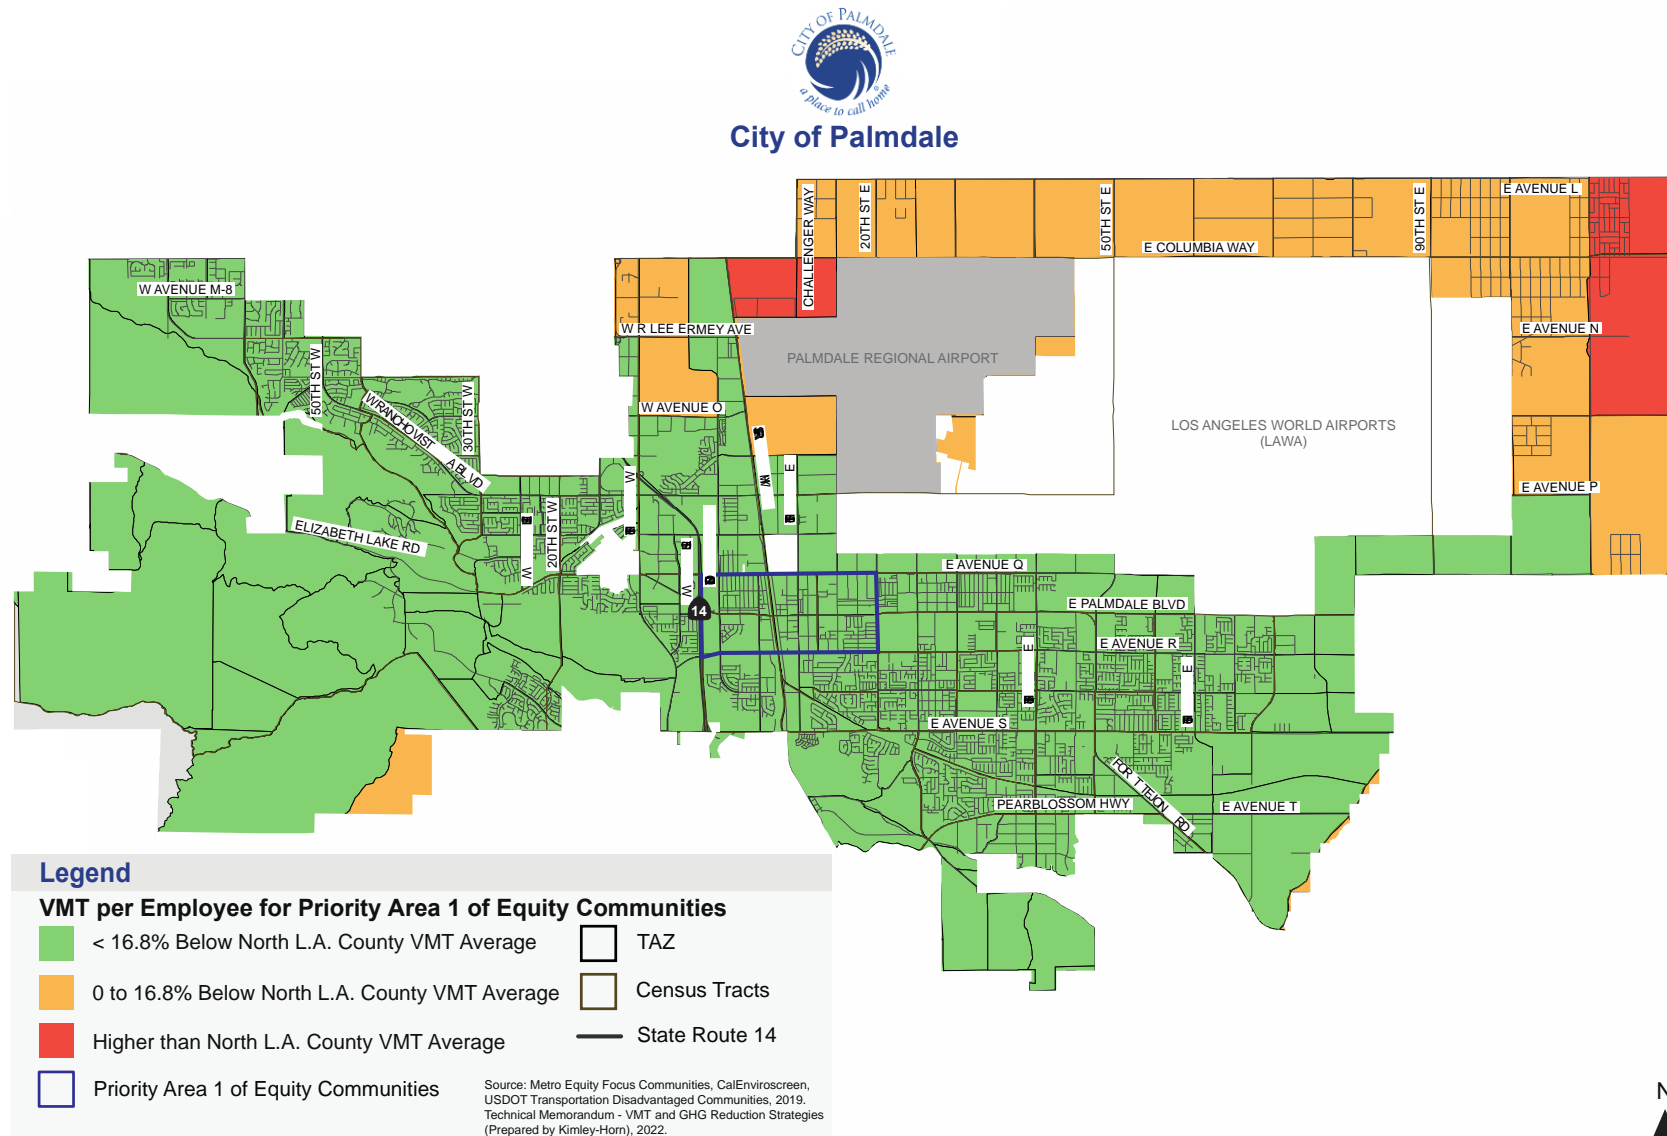 CITY OF PALMDALE
a place to call home
City of Palmdale
CHALLENGER WAY
20TH ST E
50TH ST E
90TH ST E
E AVENUE L
E COLUMBIA WAY
W AVENUE M-8
W R LEE ERMEY AVE
E AVENUE N
PALMDALE REGIONAL AIRPORT
50TH ST W
W RANCHO VISTA BLVD
30TH ST W
W AVENUE O
LOS ANGELES WORLD AIRPORTS
(LAWA)
E AVENUE P
W
E
20TH ST W
ELIZABETH LAKE RD
W
W
E AVENUE Q
14
E PALMDALE BLVD
E AVENUE R
E
E
E AVENUE S
FORT TEJON RD
PEARBLOSSOM HWY
E AVENUE T
Legend
VMT per Employee for Priority Area 1 of Equity Communities
< 16.8% Below North L.A. County VMT Average
TAZ
0 to 16.8% Below North L.A. County VMT Average
Census Tracts
Higher than North L.A. County VMT Average
State Route 14
Priority Area 1 of Equity Communities
Source: Metro Equity Focus Communities, CalEnviroscreen,
USDOT Transportation Disadvantaged Communities, 2019.
Technical Memorandum - VMT and GHG Reduction Strategies
(Prepared by Kimley-Horn), 2022.
N